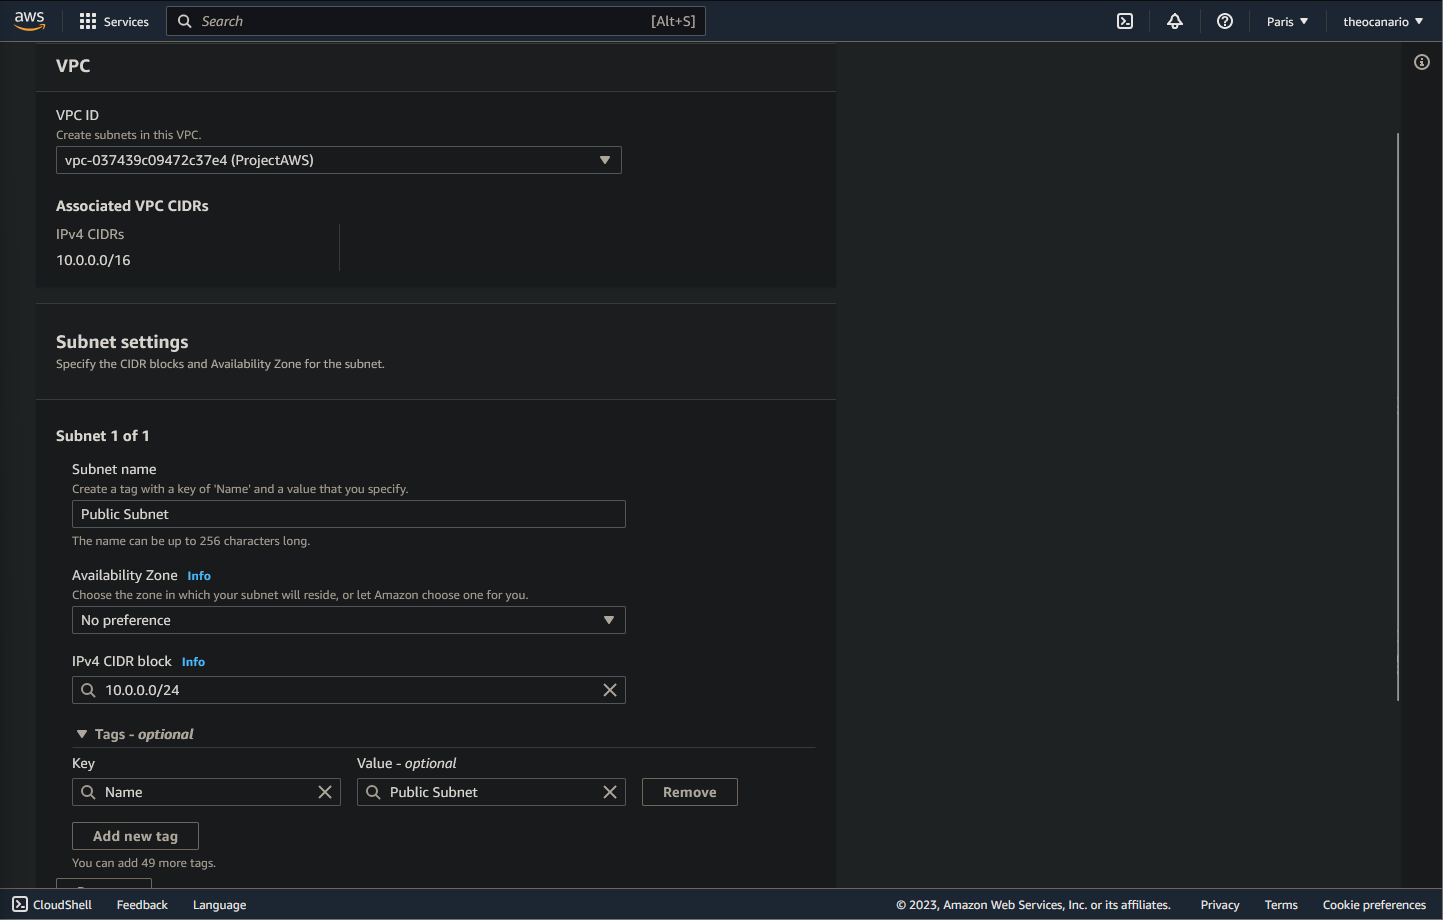 aws
Services
Search
[Alt+S]
Paris
theocanario
VPC
VPC ID
Create subnets in this VPC.
vpc-037439c09472c37e4 (ProjectAWS)
Associated VPC CIDRs
IPv4 CIDRs
10.0.0.0/16
Subnet settings
Specify the CIDR blocks and Availability Zone for the subnet.
Subnet 1 of 1
Subnet name
Create a tag with a key of 'Name' and a value that you specify.
Public Subnet
The name can be up to 256 characters long.
Availability Zone Info
Choose the zone in which your subnet will reside, or let Amazon choose one for you.
No preference
IPv4 CIDR block Info
10.0.0.0/24
Tags - optional
Key
Value - optional
Name
Public Subnet
Remove
Add new tag
You can add 49 more tags.
CloudShell
Feedback
Language
© 2023, Amazon Web Services, Inc. or its affiliates.
Privacy
Terms
Cookie preferences